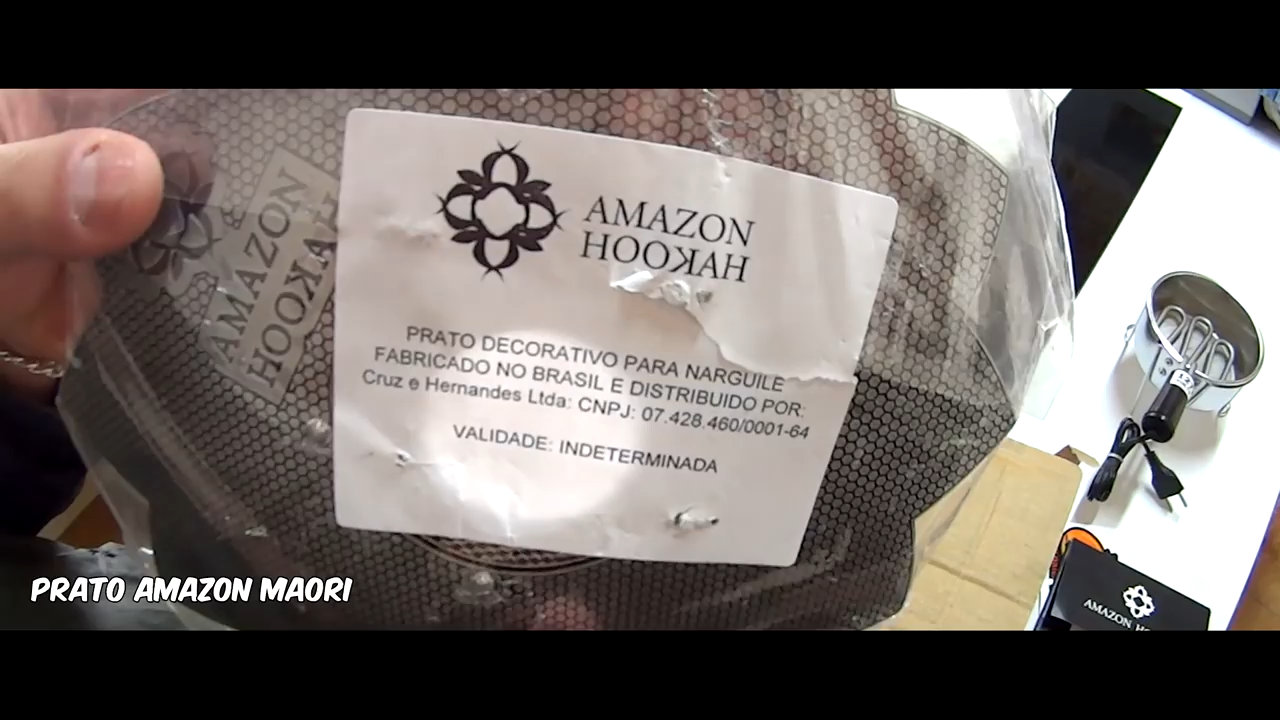 AMAZON
HOOKAH
AMAZON
HOOKAH
PRATO DECORATIVO PARA NARGUILE
FABRICADO NO BRASIL E DISTRIBUIDO POR:
Cruz e Hernandes Ltda: CNPJ: 07.428.460/0001-64
VALIDADE: INDETERMINADA
PRATO AMAZON MAORI
AMAZON